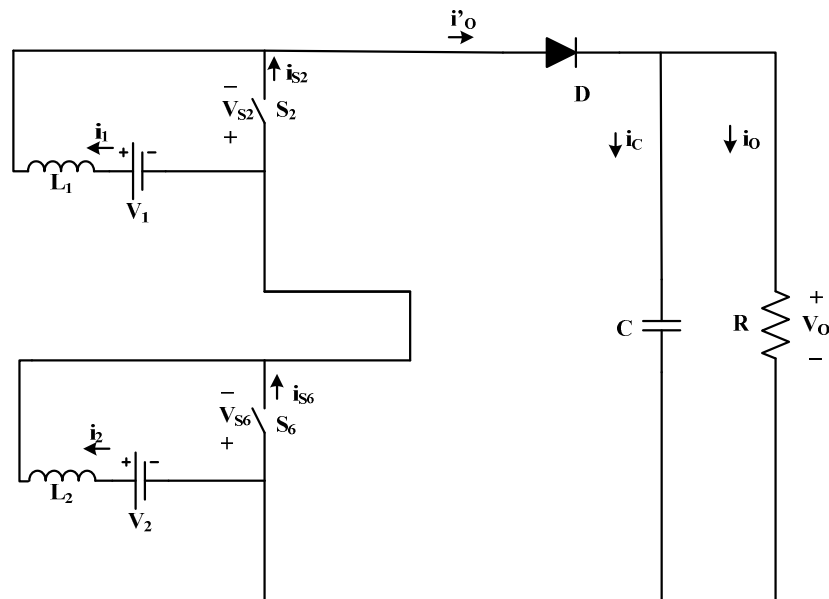 i'O
− iS2
VS2 S2
D
+
i1
+ −
iC
iO
L1
V1
+
C
R
VO
−
− iS6
VS6 S6
+
i2
+ −
L2
V2